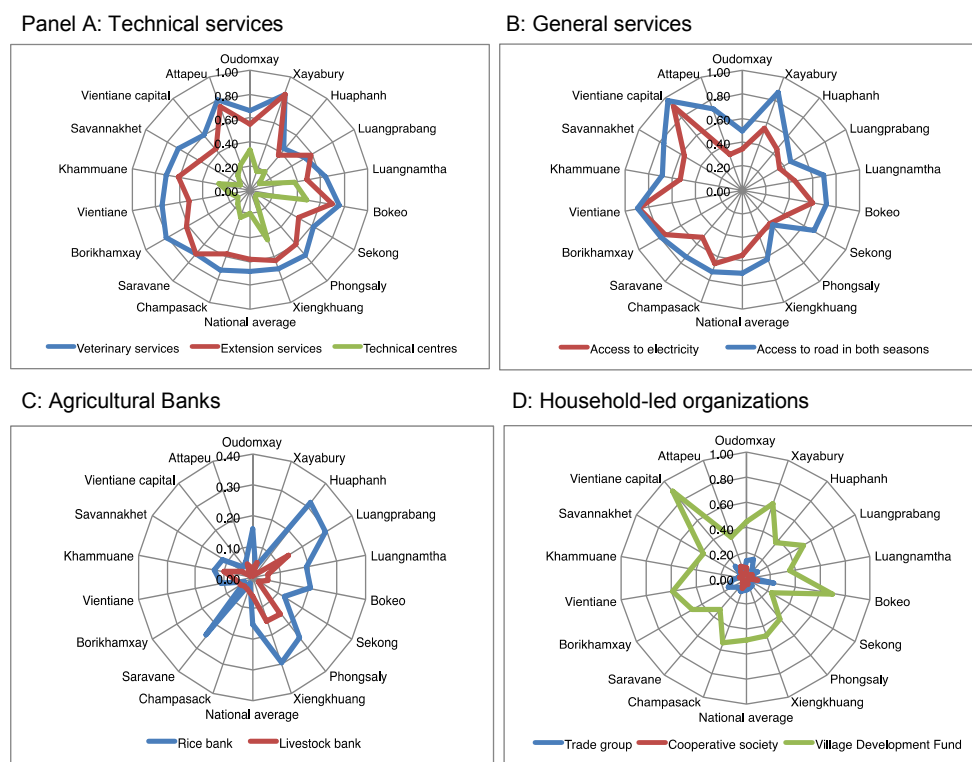 Panel A: Technical services
Oudomxay
1.00
Attapeu
Xayabury
Vientiane capital
0.80
Huaphanh
0.60
Savannakhet
Luangprabang
0.40
0.20
Khammuane
Luangnamtha
0.00
Vientiane
Bokeo
Borikhamxay
Sekong
Saravane
Phongsaly
Champasack
Xiengkhuang
National average
Veterinary services
Extension services
Technical centres
B: General services
Oudomxay
1.00
Attapeu
Xayabury
Vientiane capital
0.80
Huaphanh
0.60
Savannakhet
Luangprabang
0.40
0.20
Khammuane
Luangnamtha
0.00
Vientiane
Bokeo
Borikhamxay
Sekong
Saravane
Phongsaly
Champasack
Xiengkhuang
National average
Access to electricity
Access to road in both seasons
C: Agricultural Banks
Oudomxay
0.40
Attapeu
Xayabury
Vientiane capital
0.30
Huaphanh
Savannakhet
0.20
Luangprabang
Khammuane
0.10
Luangnamtha
0.00
Vientiane
Bokeo
Borikhamxay
Sekong
Saravane
Phongsaly
Champasack
Xiengkhuang
National average
Rice bank
Livestock bank
D: Household-led organizations
Oudomxay
1.00
Attapeu
Xayabury
Vientiane capital
0.80
Huaphanh
0.60
Savannakhet
Luangprabang
0.40
Khammuane
Luangnamtha
0.20
0.00
Vientiane
Bokeo
Borikhamxay
Sekong
Saravane
Phongsaly
Champasack
Xiengkhuang
National average
Trade group
Cooperative society
Village Development Fund